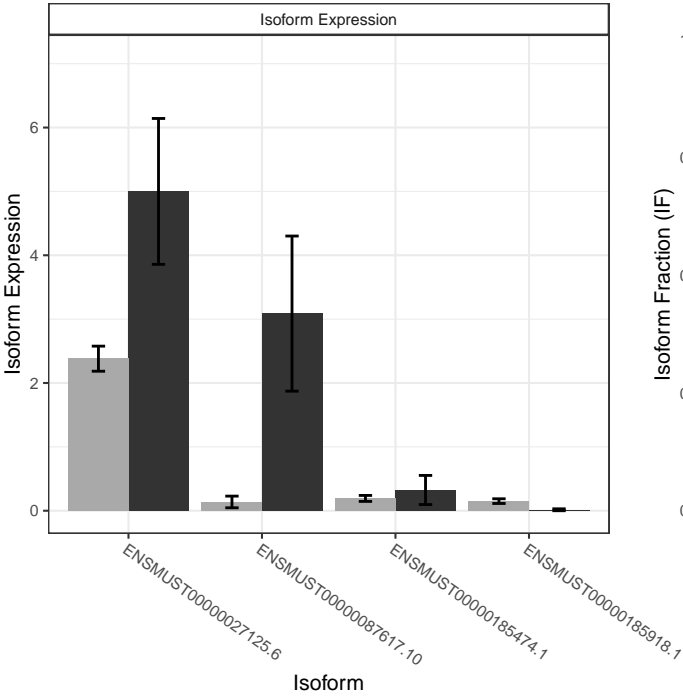 Isoform Expression
Isoform Expression
6
4
2
0
ENSMUST00000027125.6
ENSMUST00000087617.10
ENSMUST00000185474.1
ENSMUST00000185918.1
Isoform
Isoform Fraction (IF)